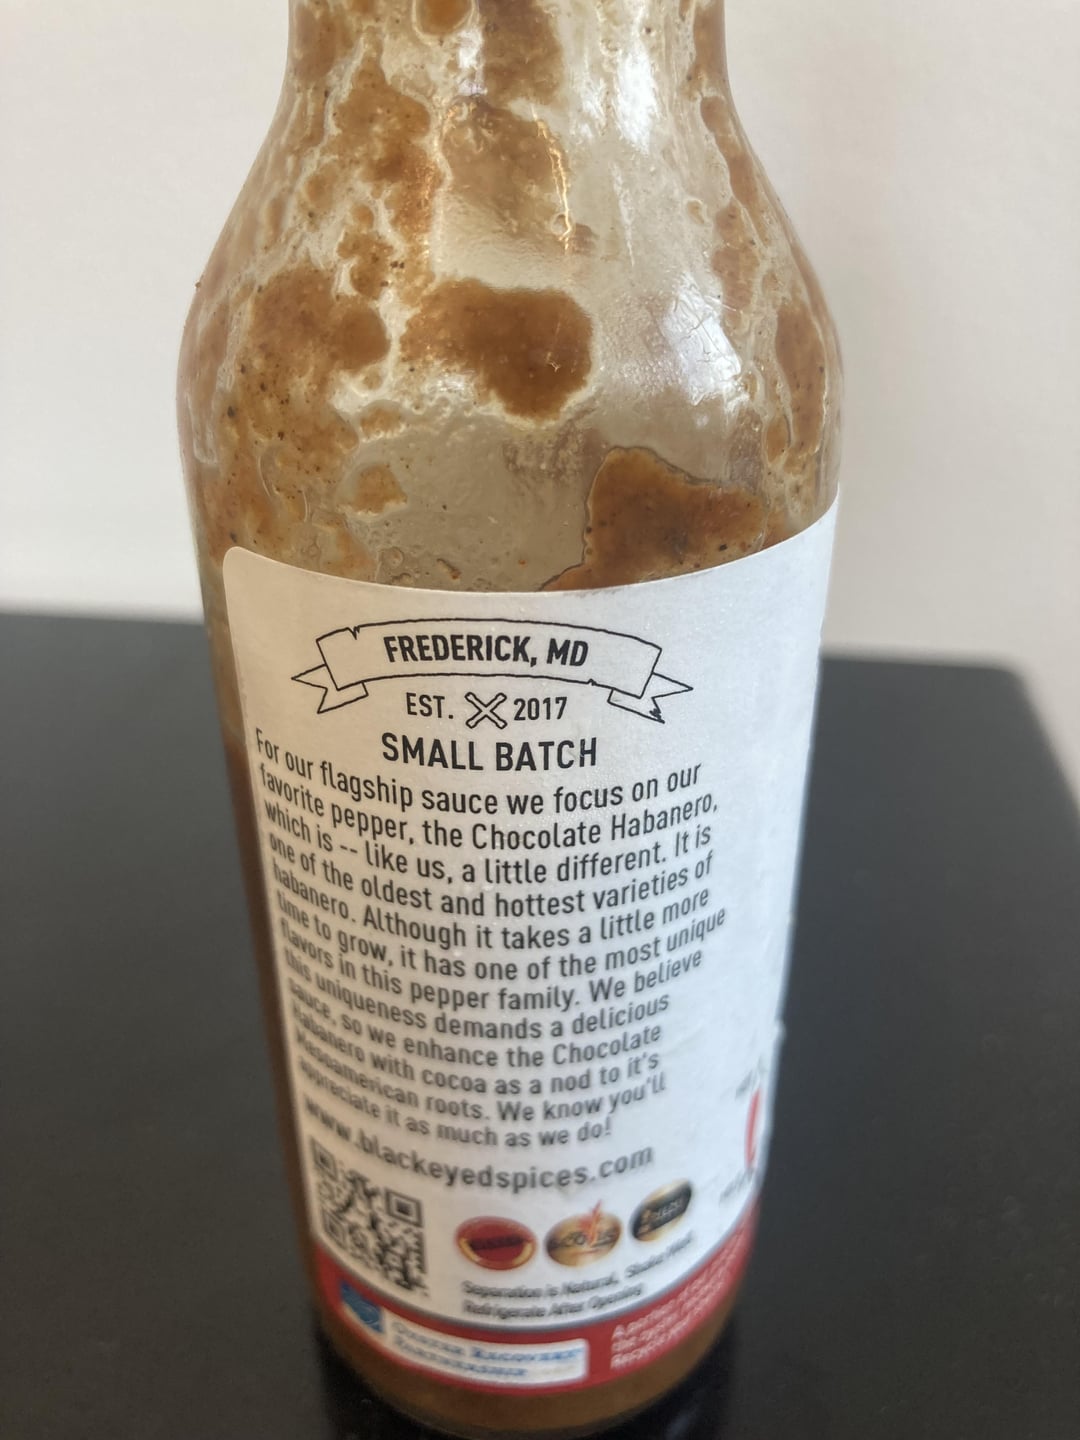 FREDERICK, MD
EST. 2017
SMALL BATCH
For our flagship sauce we focus on our
favorite pepper, the Chocolate Habanero,
which is -- like us, a little different. It is
one of the oldest and hottest varieties of
habanero. Although it takes a little more
time to grow, it has one of the most unique
flavors in this pepper family. We believe
this uniqueness demands a delicious
sauce, so we enhance the Chocolate
Habanero with cocoa as a nod to it's
Mesoamerican roots. We know you'll
appreciate it as much as we do!
www.blackeyedspices.com
Separation is Natural, Shake Well
Refrigerate After Opening
Oyster Recovery
Partnership